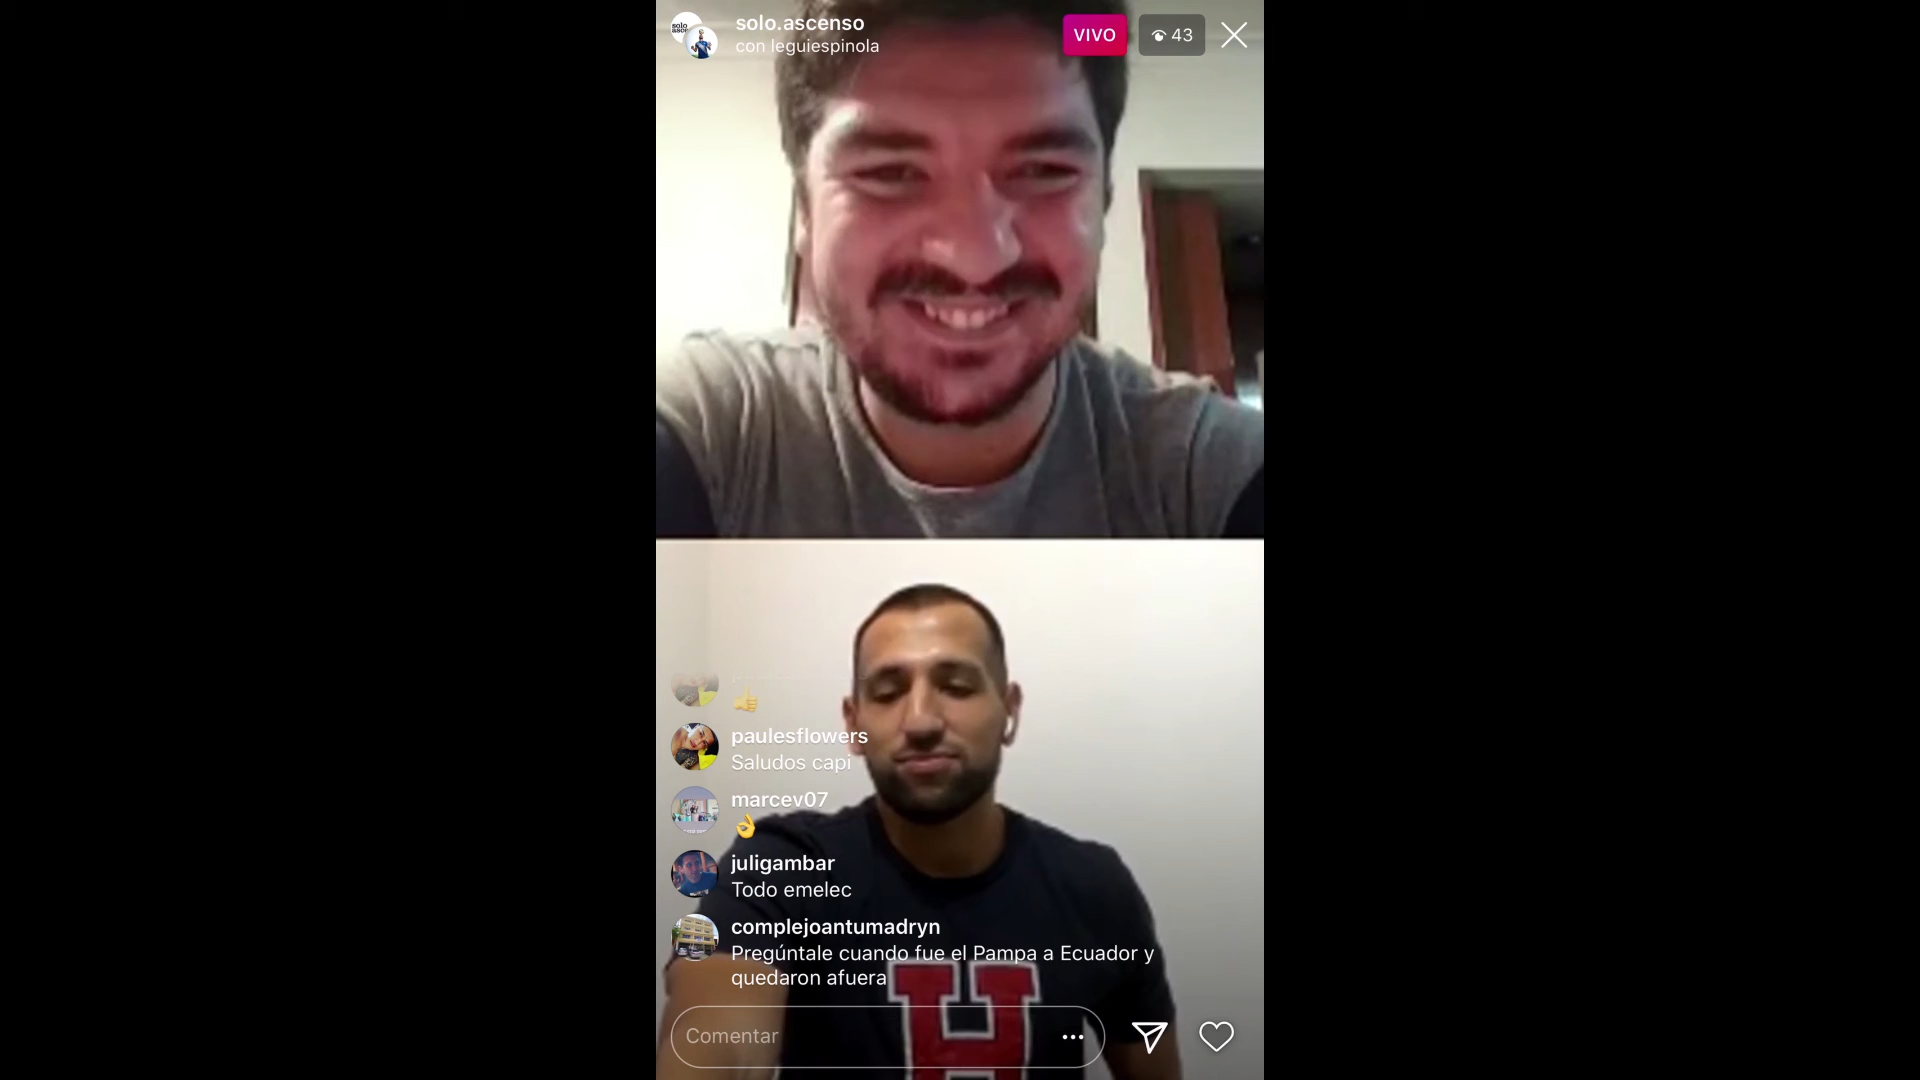 solo.ascenso
con leguiespinola
VIVO
43
paulesflowers
Saludos capi
marcev07
juligambar
Todo emelec
complejoantumadryn
Pregúntale cuando fue el Pampa a Ecuador y
quedaron afuera
H
Comentar